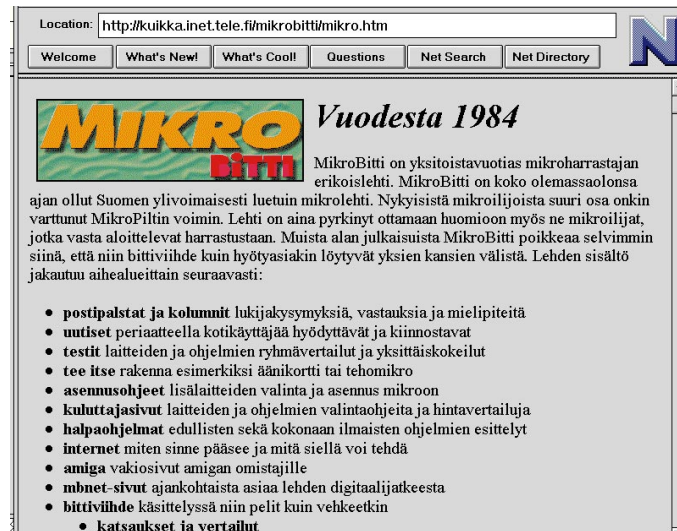 Location: http://kuikka.inet.tele.fi/mikrobitti/mikro.htm
N
Welcome What's New! What's Cool! Questions Net Search Net Directory
MIKRO
BITTI
Vuodesta 1984
MikroBitti on yksitoistavuotias mikroharrastajan
erikoislehti. MikroBitti on koko olemassaolonsa
ajan ollut Suomen ylivoimaisesti luetuin mikrolehti. Nykyisistä mikroilijoista suuri osa onkin
varttunut MikroPiltin voimin. Lehti on aina pyrkinyt ottamaan huomioon myös ne mikroilijat,
jotka vasta aloittelevat harrastustaan. Muista alan julkaisuista MikroBitti poikkeaa selvimmin
siinä, että niin bittiviihde kuin hyötyasiakin löytyvät yksien kansien välistä. Lehden sisältö
jakautuu aihealueittain seuraavasti:
• postipalstat ja kolumnit lukijakysymyksiä, vastauksia ja mielipiteitä
• uutiset periaatteella kotikäyttäjää hyödyttävät ja kiinnostavat
• testit laitteiden ja ohjelmien ryhmävertailut ja yksittäiskokeilut
• tee itse rakenna esimerkiksi äänikortti tai tehomikro
• asennusohjeet lisälaitteiden valinta ja asennus mikroon
• kuluttajasivut laitteiden ja ohjelmien valintaohjeita ja hintavertailuja
• halpaohjelmat edullisten sekä kokonaan ilmaisten ohjelmien esittelyt
• internet miten sinne pääsee ja mitä siellä voi tehdä
• amiga vakiosivut amigan omistajille
• mbnet-sivut ajankohtaista asiaa lehden digitaalijatkeesta
• bittiviihde käsittelyssä niin pelit kuin vehkeetkin
• katsaukset ja vertailut